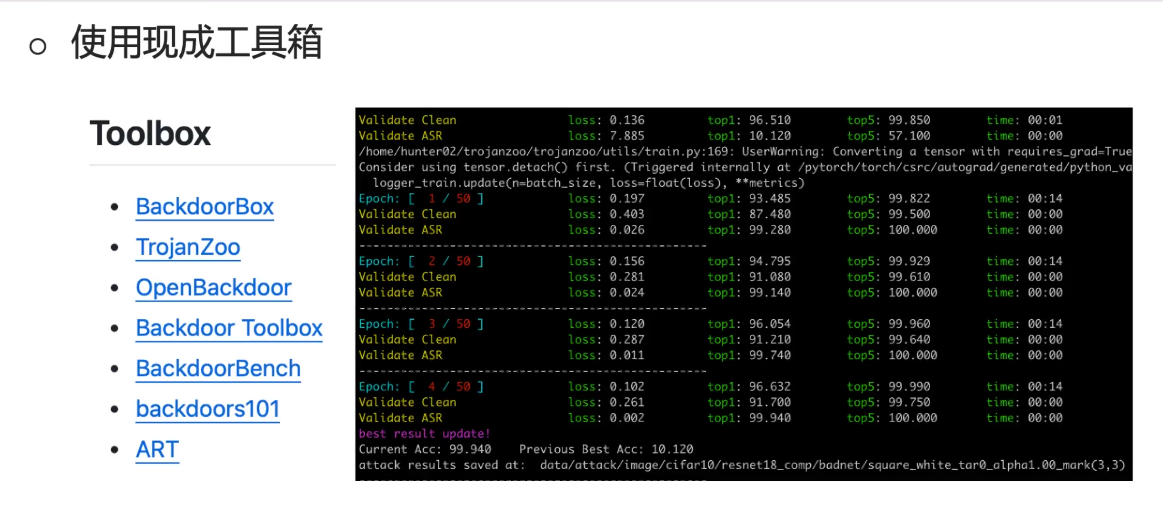 使用现成工具箱
Toolbox
BackdoorBox
TrojanZoo
OpenBackdoor
Backdoor Toolbox
BackdoorBench
backdoors101
ART
Validate Clean loss: 0.136 top1: 96.510 top5: 99.850 time: 00:01
Validate ASR loss: 7.885 top1: 10.120 top5: 57.100 time: 00:00
/home/hunter02/trojanzoo/trojanzoo/utils/train.py:169: UserWarning: Converting a tensor with requires_grad=True
Consider using tensor.detach() first. (Triggered internally at /pytorch/torch/csrc/autograd/generated/python_va
logger_train.update(n=batch_size, loss=float(loss), **metrics)
Epoch: [ 1 / 50 ] loss: 0.197 top1: 93.485 top5: 99.822 time: 00:14
Validate Clean loss: 0.403 top1: 87.480 top5: 99.500 time: 00:00
Validate ASR loss: 0.026 top1: 99.280 top5: 100.000 time: 00:00
--------------------------------------------------
Epoch: [ 2 / 50 ] loss: 0.156 top1: 94.795 top5: 99.929 time: 00:14
Validate Clean loss: 0.281 top1: 91.080 top5: 99.610 time: 00:00
Validate ASR loss: 0.024 top1: 99.140 top5: 100.000 time: 00:00
--------------------------------------------------
Epoch: [ 3 / 50 ] loss: 0.120 top1: 96.054 top5: 99.960 time: 00:14
Validate Clean loss: 0.287 top1: 91.210 top5: 99.640 time: 00:00
Validate ASR loss: 0.011 top1: 99.740 top5: 100.000 time: 00:00
--------------------------------------------------
Epoch: [ 4 / 50 ] loss: 0.102 top1: 96.632 top5: 99.990 time: 00:14
Validate Clean loss: 0.261 top1: 91.700 top5: 99.750 time: 00:00
Validate ASR loss: 0.002 top1: 99.940 top5: 100.000 time: 00:00
best result update!
Current Acc: 99.940 Previous Best Acc: 10.120
attack results saved at: data/attack/image/cifar10/resnet18_comp/badnet/square_white_tar0_alpha1.00_mark(3,3)
--------------------------------------------------